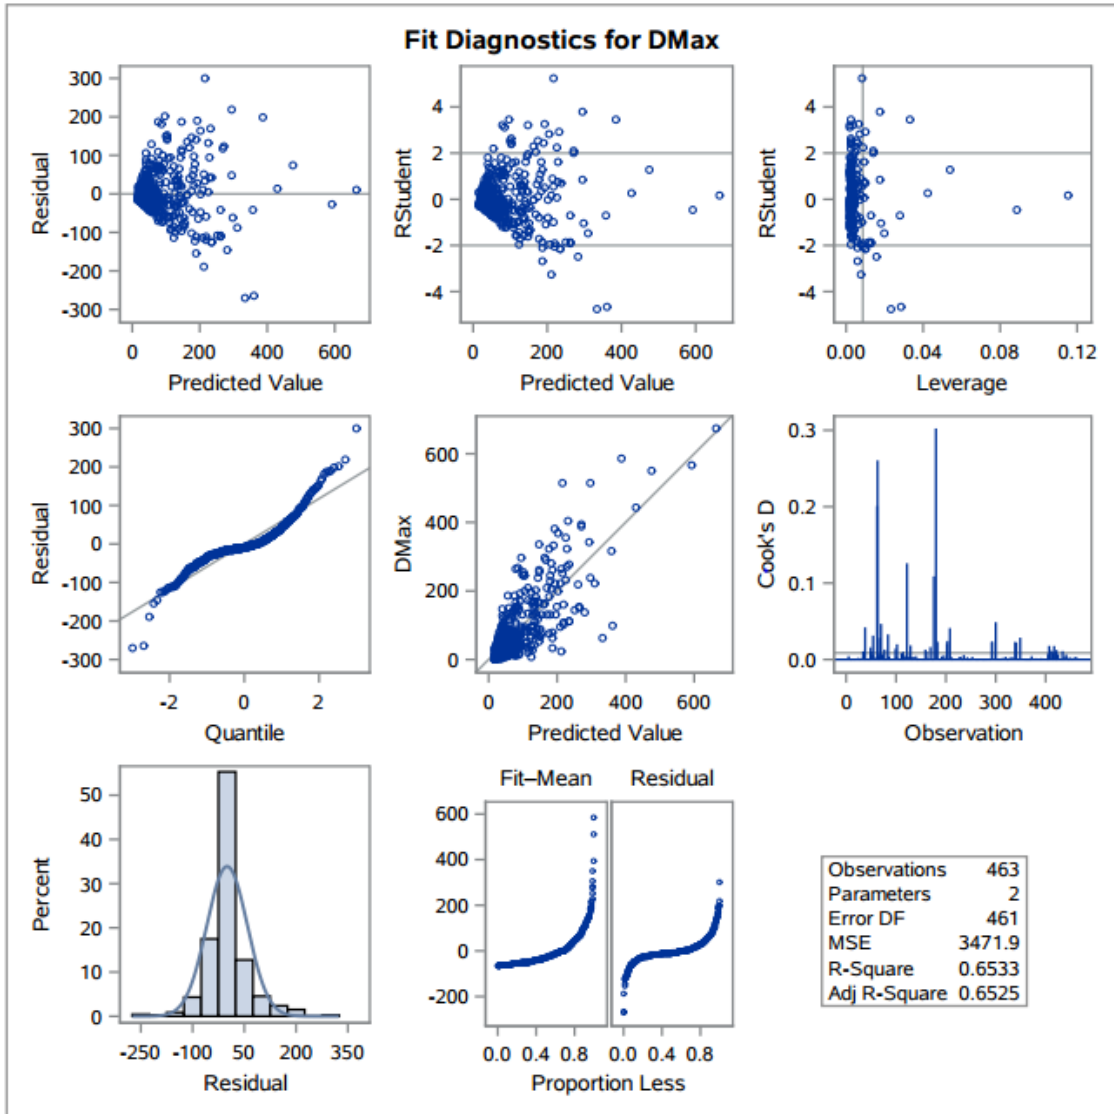 Fit Diagnostics for DMax
300
200
100
0
-100
-200
-300
Residual
0 200 400 600
Predicted Value
4
2
0
-2
-4
RStudent
0 200 400 600
Predicted Value
4
2
0
-2
-4
RStudent
0.00 0.04 0.08 0.12
Leverage
300
200
100
0
-100
-200
-300
Residual
-2 0 2
Quantile
600
400
200
0
DMax
0 200 400 600
Predicted Value
0.3
0.2
0.1
0.0
Cook's D
0 100 200 300 400
Observation
50
40
30
20
10
0
Percent
-250 -100 50 200 350
Residual
Fit–Mean Residual
600
400
200
0
-200
0.0 0.4 0.8 0.0 0.4 0.8
Proportion Less
Observations 463
Parameters 2
Error DF 461
MSE 3471.9
R-Square 0.6533
Adj R-Square 0.6525